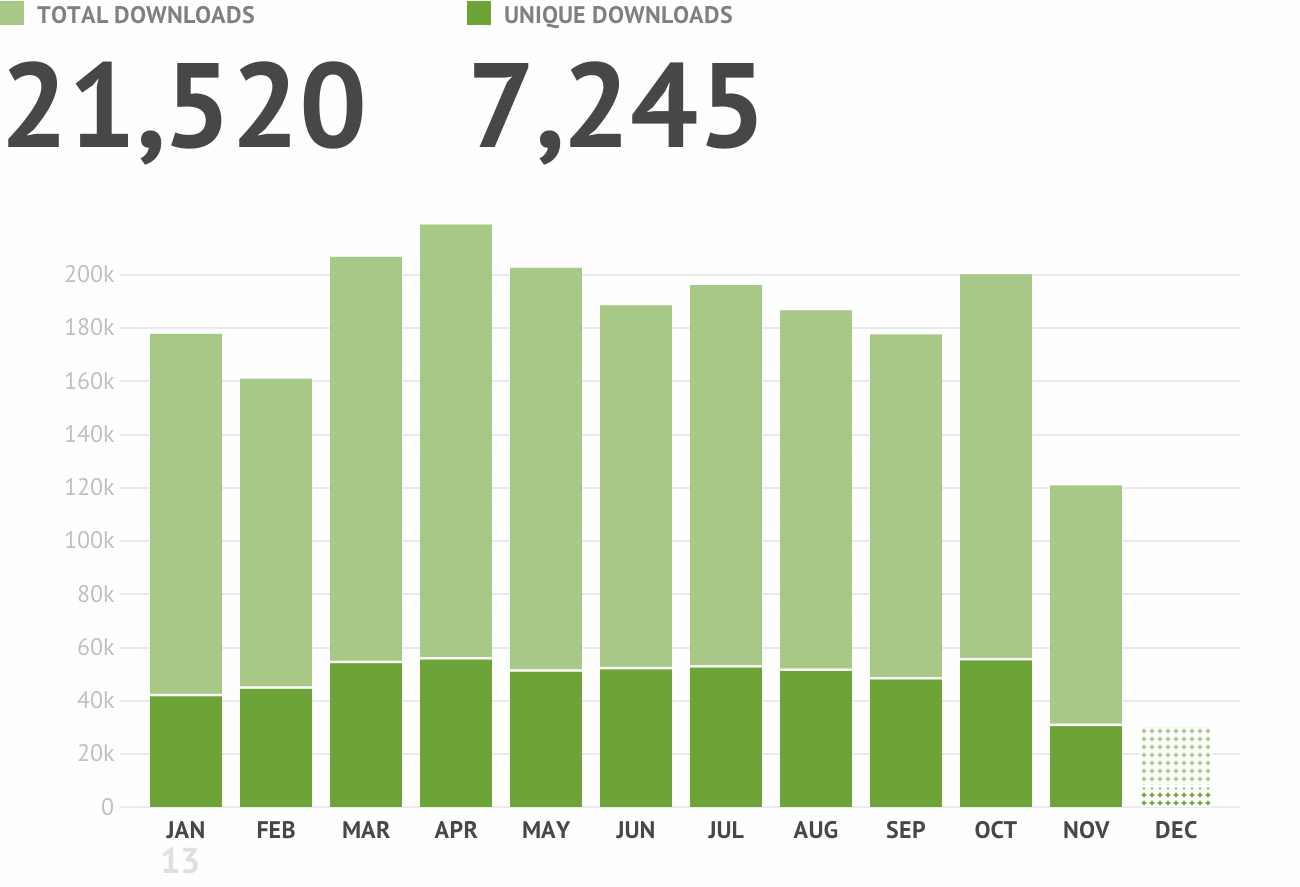 TOTAL DOWNLOADS UNIQUE DOWNLOADS
21,520 7,245
200k
180k
160k
140k
120k
100k
80k
60k
40k
20k
0
JAN FEB MAR APR MAY JUN JUL AUG SEP OCT NOV DEC
13